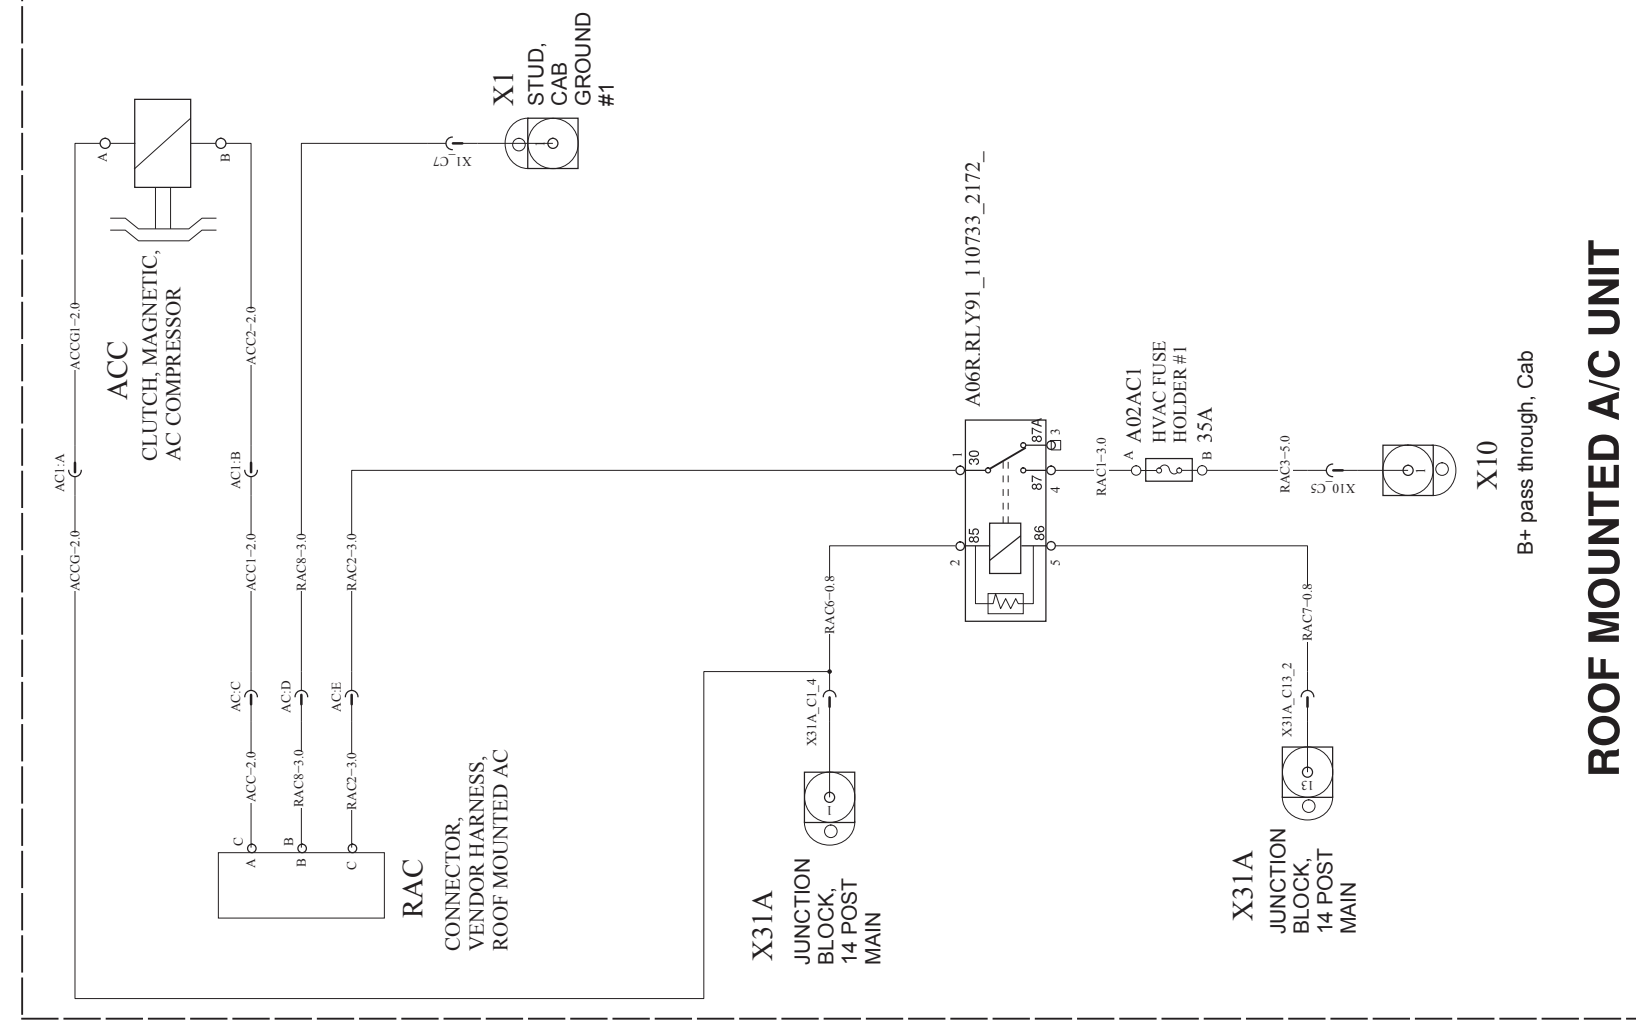 ACCG−2.0
AC1:A
ACCG1−2.0
A
B
ACC
CLUTCH, MAGNETIC,
AC COMPRESSOR
A
C
ACC−2.0
AC:C
ACC1−2.0
AC1:B
ACC2−2.0
B
B
RAC8−3.0
AC:D
RAC8−3.0
X1_C7
1
X1
STUD,
CAB
GROUND
#1
C
RAC2−3.0
AC:E
RAC2−3.0
RAC
CONNECTOR,
VENDOR HARNESS,
ROOF MOUNTED AC
X31A
JUNCTION
BLOCK,
14 POST
MAIN
1
X31A_C1_4
RAC6−0.8
A06R.RLY91_110733_2172_
2
85
1
30
86
5
87
4
87A
3
RAC1−3.0
A
B
A02AC1
HVAC FUSE
HOLDER #1
35A
RAC3−5.0
X10_C5
1
X10
B+ pass through, Cab
X31A
JUNCTION
BLOCK,
14 POST
MAIN
13
X31A_C13_2
RAC7−0.8
ROOF MOUNTED A/C UNIT